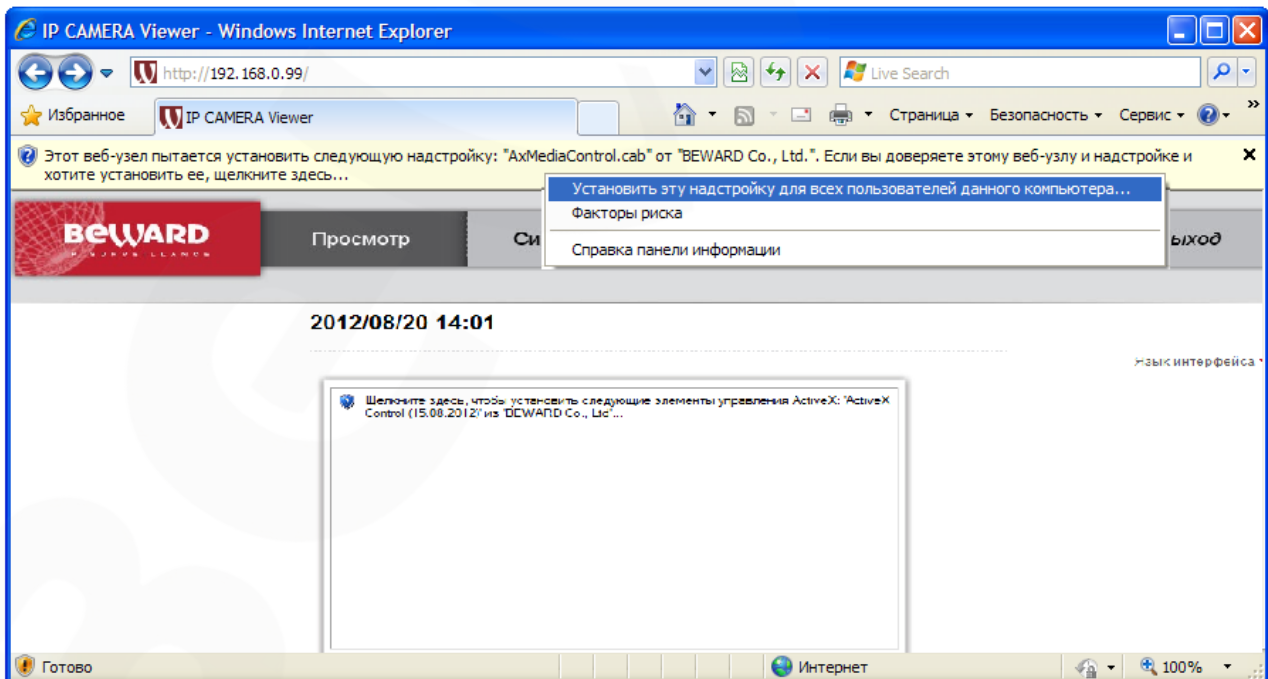 IP CAMERA Viewer - Windows Internet Explorer
http://192.168.0.99/
Live Search
Избранное
IP CAMERA Viewer
Страница
Безопасность
Сервис
»
Этот веб-узел пытается установить следующую надстройку: "AxMediaControl.cab" от "BEWARD Co., Ltd.". Если вы доверяете этому веб-узлу и надстройке и
хотите установить ее, щелкните здесь...
Установить эту надстройку для всех пользователей данного компьютера...
Факторы риска
Справка панели информации
BEWARD
Просмотр
Си
ыход
2012/08/20 14:01
Язык интерфейса
Щелкните здесь, чтобы установить следующие элементы управления ActiveX: "ActiveX
Control (15.08.2012)" из "BEWARD Co., Ltd"...
Готово
Интернет
100%